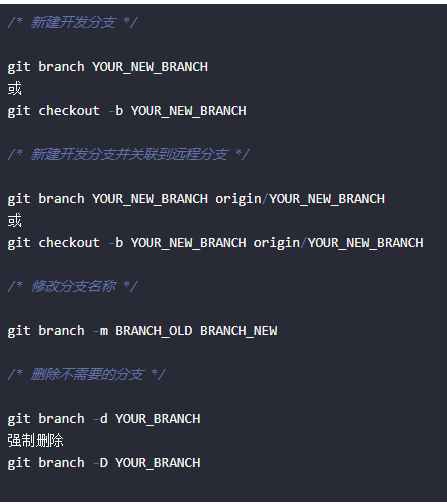 /* 新建开发分支 */
git branch YOUR_NEW_BRANCH
或
git checkout -b YOUR_NEW_BRANCH
/* 新建开发分支并关联到远程分支 */
git branch YOUR_NEW_BRANCH origin/YOUR_NEW_BRANCH
或
git checkout -b YOUR_NEW_BRANCH origin/YOUR_NEW_BRANCH
/* 修改分支名称 */
git branch -m BRANCH_OLD BRANCH_NEW
/* 删除不需要的分支 */
git branch -d YOUR_BRANCH
强制删除
git branch -D YOUR_BRANCH